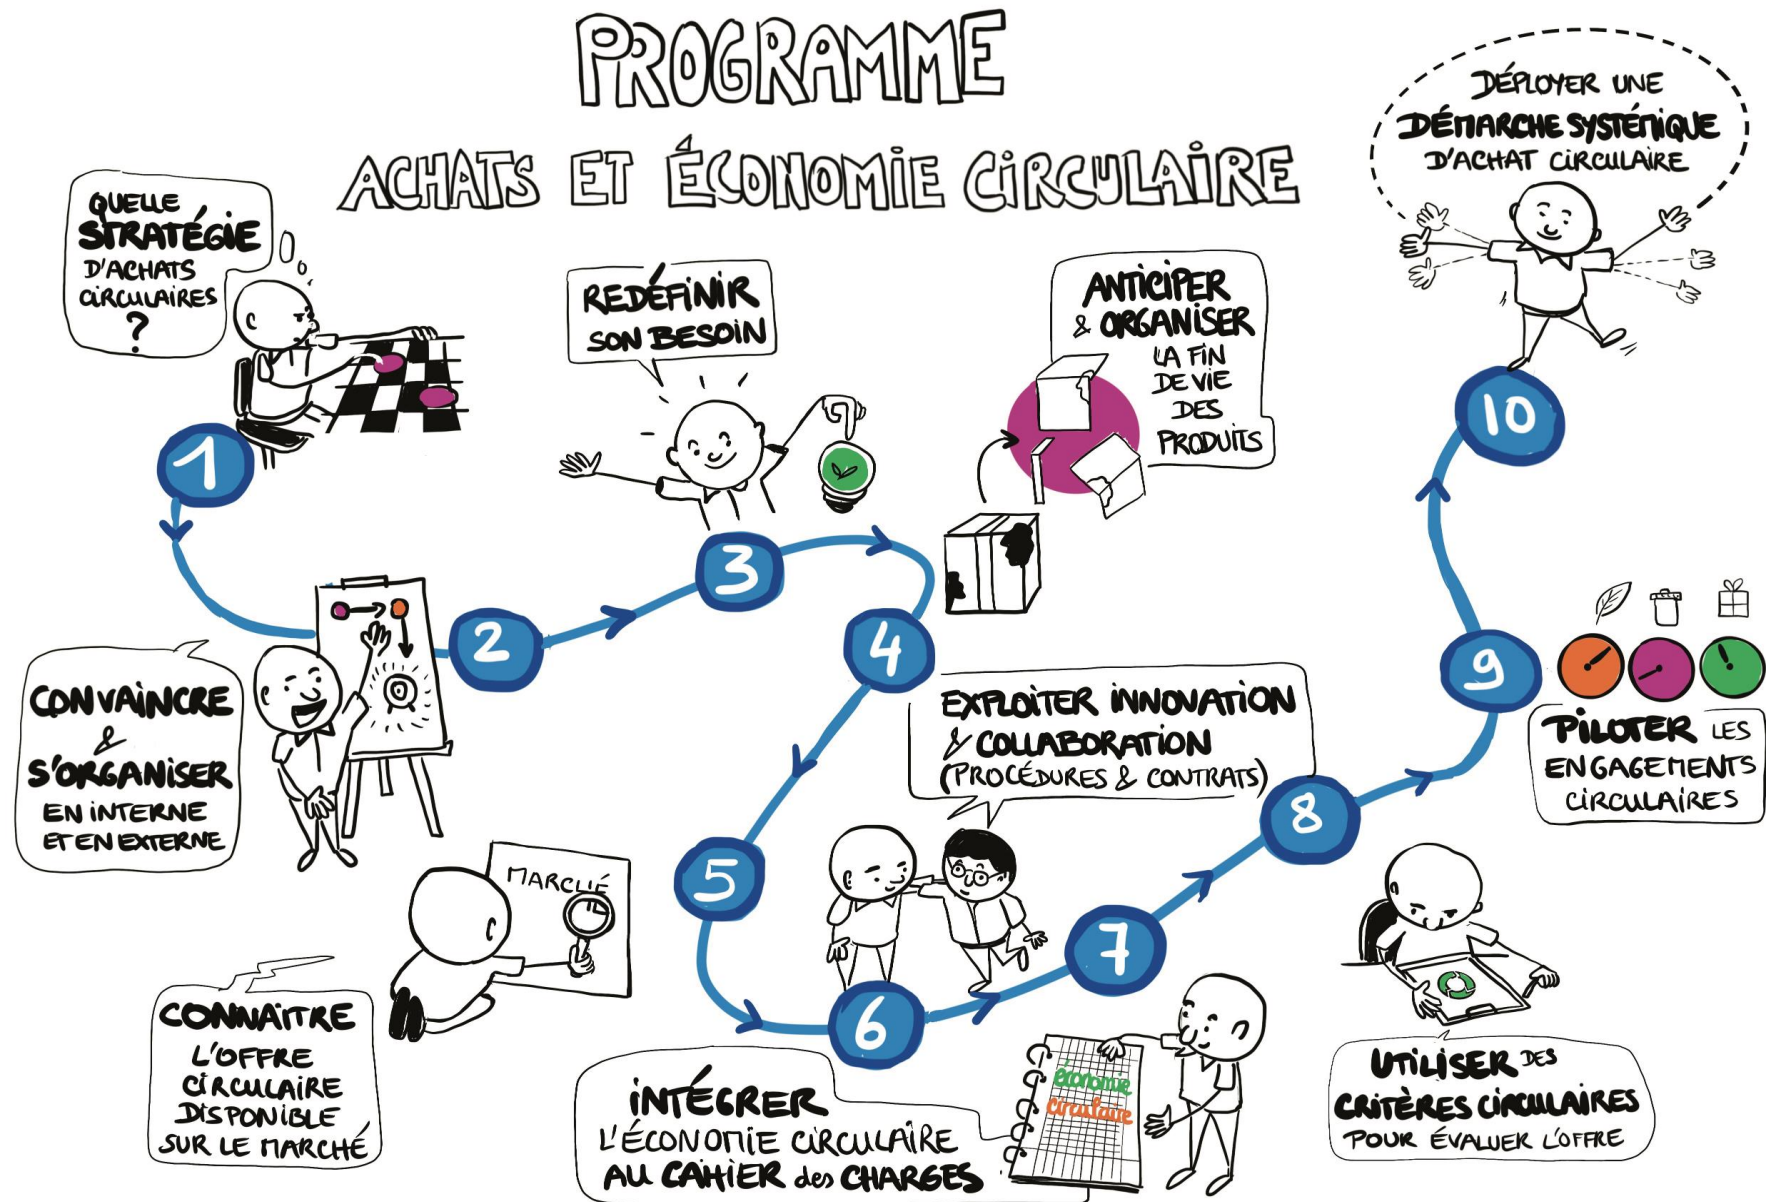 PROGRAMME
ACHATS ET ÉCONOMIE CIRCULAIRE
QUELLE
STRATÉGIE
D'ACHATS
CIRCULAIRES
?
1
CONVAINCRE
&
S'ORGANISER
EN INTERNE
ET EN EXTERNE
2
REDÉFINIR
SON BESOIN
3
ANTICIPER
& ORGANISER
LA FIN
DE VIE
DES
PRODUITS
4
MARCHÉ
CONNAÎTRE
L'OFFRE
CIRCULAIRE
DISPONIBLE
SUR LE MARCHÉ
5
EXPLOITER INNOVATION
& COLLABORATION
(PROCÉDURES & CONTRATS)
6
INTÉGRER
L'ÉCONOMIE CIRCULAIRE
AU CAHIER des CHARGES
économie
circulaire
7
UTILISER DES
CRITÈRES CIRCULAIRES
POUR ÉVALUER L'OFFRE
8
PILOTER LES
ENGAGEMENTS
CIRCULAIRES
9
DÉPLOYER UNE
DÉMARCHE SYSTÉMIQUE
D'ACHAT CIRCULAIRE
10